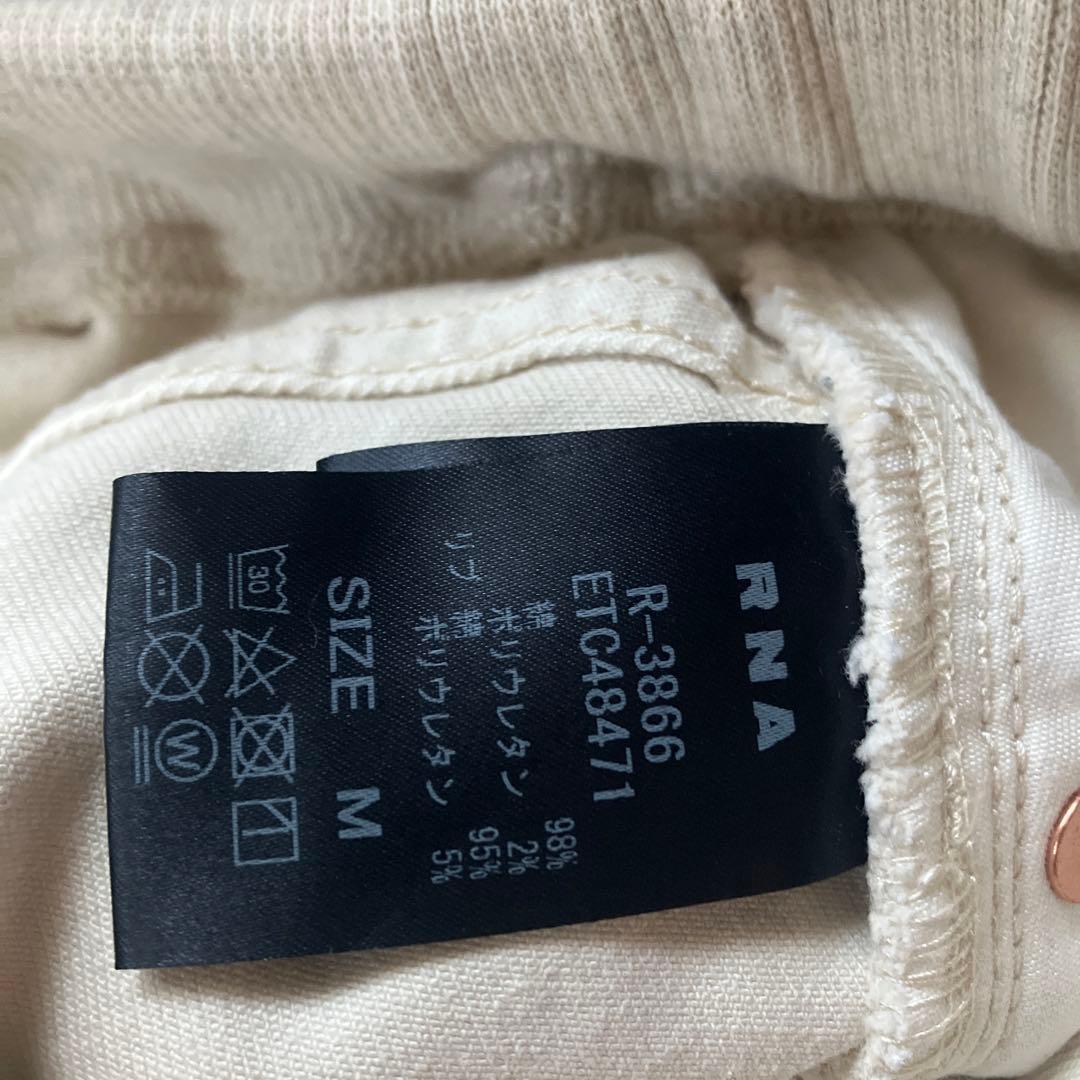 RNA
R-3866
ETC48471
綿 98%
ポリウレタン 2%
リブ 綿 95%
ポリウレタン 5%
SIZE M
30
W